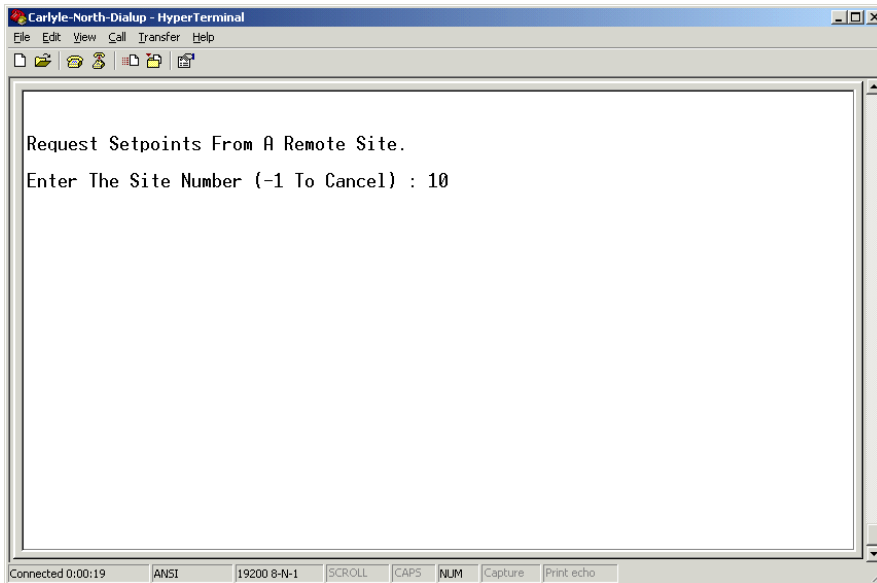 Carlyle-North-Dialup - HyperTerminal
File Edit View Call Transfer Help
Request Setpoints From A Remote Site.
Enter The Site Number (-1 To Cancel) : 10
Connected 0:00:19 ANSI 19200 8-N-1 SCROLL CAPS NUM Capture Print echo